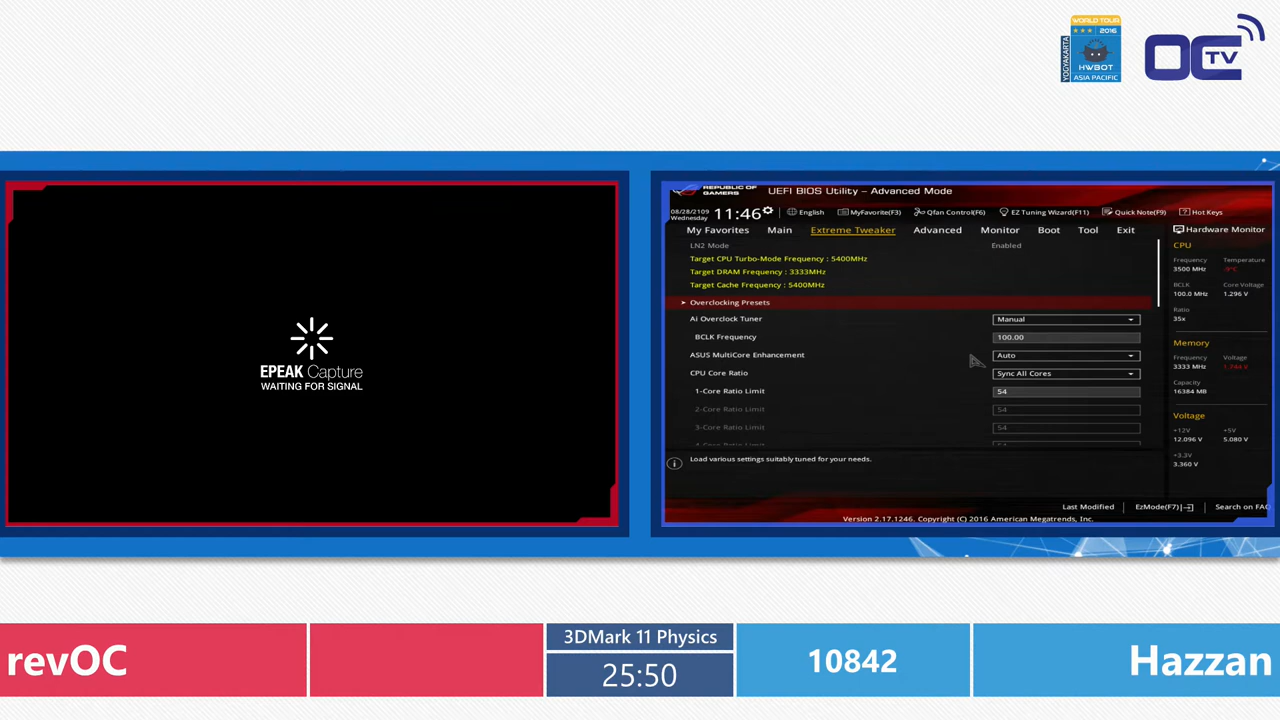 WORLD TOUR
2016
YOGYAKARTA
HWBOT
ASIA PACIFIC
OC TV
EPEAK Capture
WAITING FOR SIGNAL
REPUBLIC OF
GAMERS
UEFI BIOS Utility – Advanced Mode
08/28/2109
Wednesday
11:46
English
MyFavorite(F3)
Qfan Control(F6)
EZ Tuning Wizard(F11)
Quick Note(F9)
Hot Keys
My Favorites
Main
Extreme Tweaker
Advanced
Monitor
Boot
Tool
Exit
LN2 Mode Enabled
Target CPU Turbo-Mode Frequency : 5400MHz
Target DRAM Frequency : 3333MHz
Target Cache Frequency : 5400MHz
Overclocking Presets
Ai Overclock Tuner Manual
BCLK Frequency 100.00
ASUS MultiCore Enhancement Auto
CPU Core Ratio Sync All Cores
1-Core Ratio Limit 54
2-Core Ratio Limit 54
3-Core Ratio Limit 54
Load various settings suitably tuned for your needs.
Hardware Monitor
CPU
Frequency Temperature
3500 MHz -5°C
BCLK Core Voltage
100.0 MHz 1.296 V
Ratio
35x
Memory
Frequency Voltage
3333 MHz 1.744 V
Capacity
16384 MB
Voltage
+12V +5V
12.096 V 5.080 V
+3.3V
3.360 V
Last Modified
EzMode(F7)
Search on FAQ
Version 2.17.1246. Copyright (C) 2016 American Megatrends, Inc.
revOC
3DMark 11 Physics
25:50
10842
Hazzan